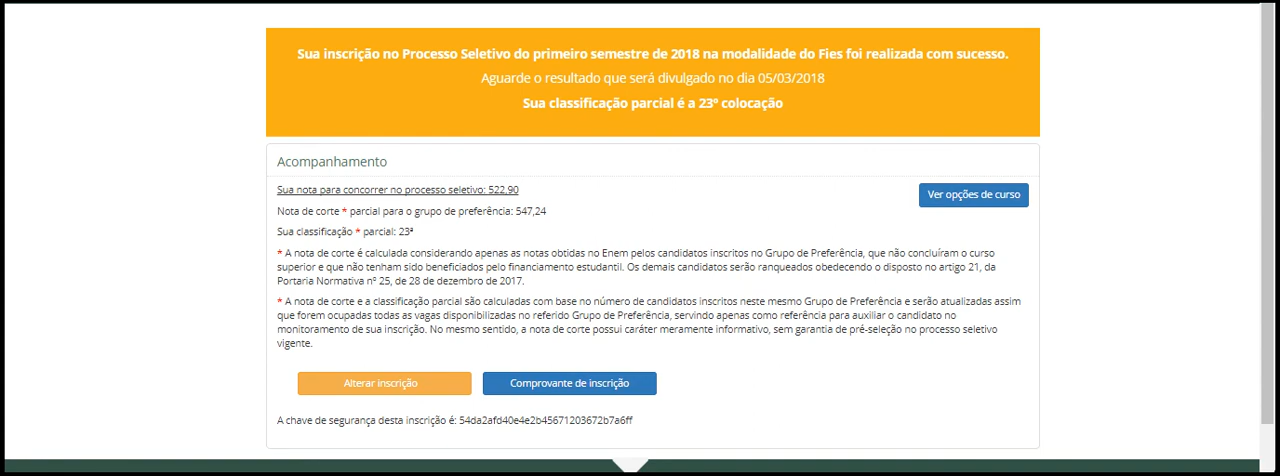 Sua inscrição no Processo Seletivo do primeiro semestre de 2018 na modalidade do Fies foi realizada com sucesso.
Aguarde o resultado que será divulgado no dia 05/03/2018
Sua classificação parcial é a 23º colocação
Acompanhamento
Sua nota para concorrer no processo seletivo: 522,90
Ver opções de curso
Nota de corte * parcial para o grupo de preferência: 547,24
Sua classificação * parcial: 23ª
* A nota de corte é calculada considerando apenas as notas obtidas no Enem pelos candidatos inscritos no Grupo de Preferência, que não concluíram o curso
superior e que não tenham sido beneficiados pelo financiamento estudantil. Os demais candidatos serão ranqueados obedecendo o disposto no artigo 21, da
Portaria Normativa nº 25, de 28 de dezembro de 2017.
* A nota de corte e a classificação parcial são calculadas com base no número de candidatos inscritos neste mesmo Grupo de Preferência e serão atualizadas assim
que forem ocupadas todas as vagas disponibilizadas no referido Grupo de Preferência, servindo apenas como referência para auxiliar o candidato no
monitoramento de sua inscrição. No mesmo sentido, a nota de corte possui caráter meramente informativo, sem garantia de pré-seleção no processo seletivo
vigente.
Alterar inscrição
Comprovante de inscrição
A chave de segurança desta inscrição é: 54da2afd40e4e2b45671203672b7a6ff